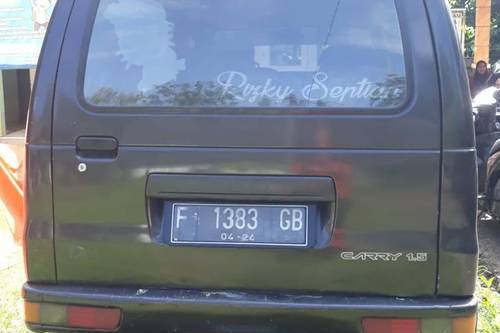 Rizky Septian
F 1383 GB
04·24
CARRY 1.5